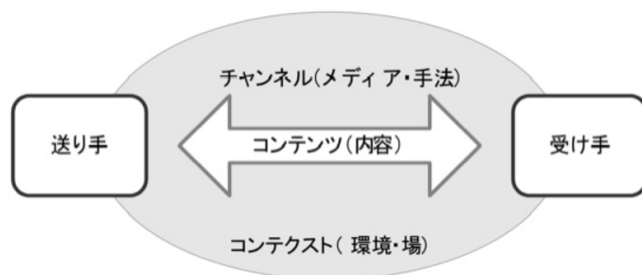 チャンネル(メディア・手法)
送り手
コンテンツ(内容)
受け手
コンテクスト( 環境・場)